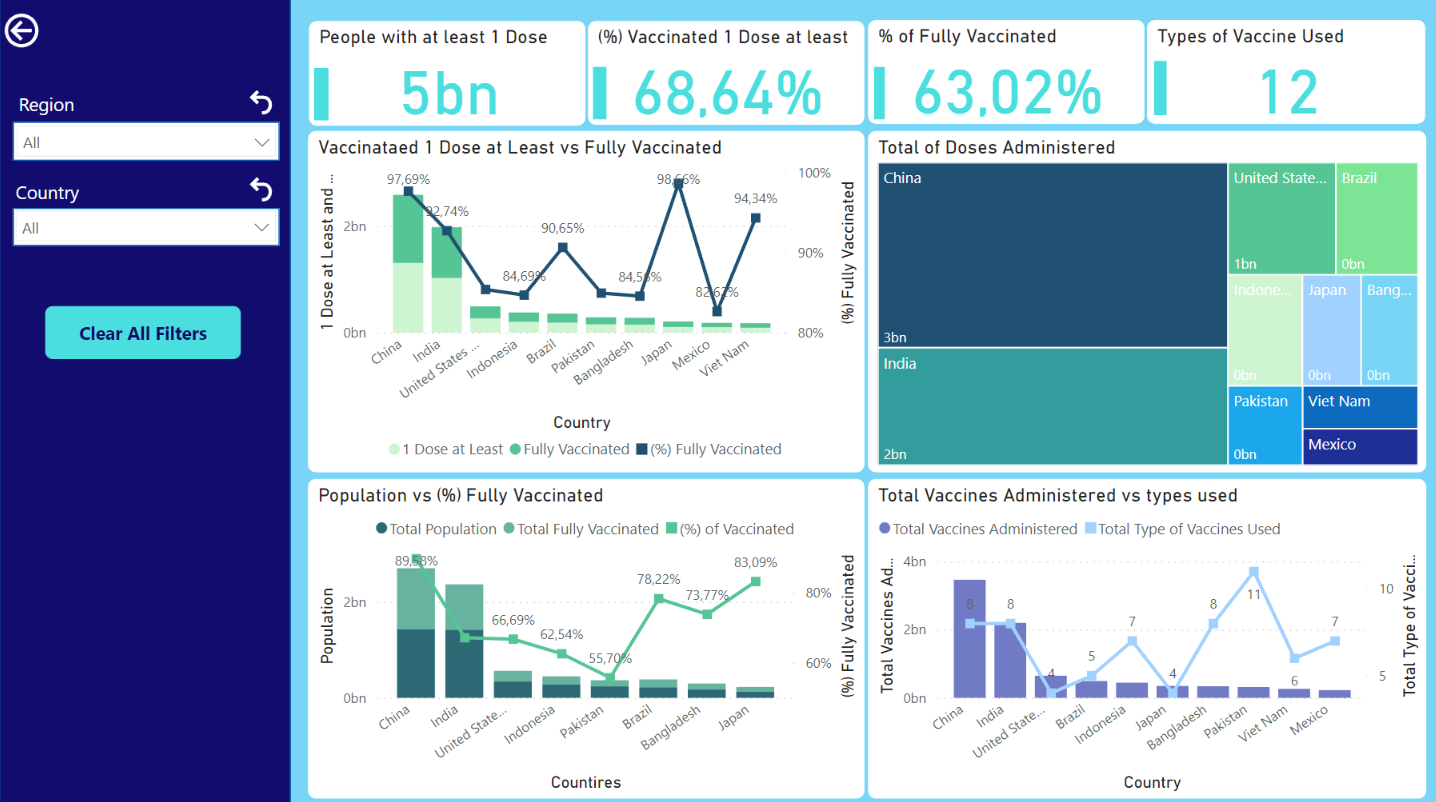 Region
All
Country
All
Clear All Filters
People with at least 1 Dose
5bn
(%) Vaccinated 1 Dose at least
68,64%
% of Fully Vaccinated
63,02%
Types of Vaccine Used
12
Vaccinataed 1 Dose at Least vs Fully Vaccinated
1 Dose at Least and ...
2bn
0bn
97,69%
92,74%
84,69%
90,65%
84,56%
98,66%
82,62%
94,34%
100%
90%
80%
(%) Fully Vaccinated
China
India
United States ...
Indonesia
Brazil
Pakistan
Bangladesh
Japan
Mexico
Viet Nam
Country
1 Dose at Least
Fully Vaccinated
(%) Fully Vaccinated
Total of Doses Administered
China
3bn
India
2bn
United State...
1bn
Brazil
0bn
Indone...
0bn
Japan
0bn
Bang...
0bn
Pakistan
0bn
Viet Nam
Mexico
Population vs (%) Fully Vaccinated
Total Population
Total Fully Vaccinated
(%) of Vaccinated
Population
2bn
0bn
66,69%
62,54%
55,70%
78,22%
73,77%
83,09%
80%
60%
(%) Fully Vaccinated
China
India
United State...
Indonesia
Pakistan
Brazil
Bangladesh
Japan
Countires
Total Vaccines Administered vs types used
Total Vaccines Administered
Total Type of Vaccines Used
Total Vaccines Ad...
4bn
2bn
0bn
8
8
4
5
7
4
8
11
6
7
10
5
Total Type of Vacci...
China
India
United State...
Brazil
Indonesia
Japan
Bangladesh
Pakistan
Viet Nam
Mexico
Country